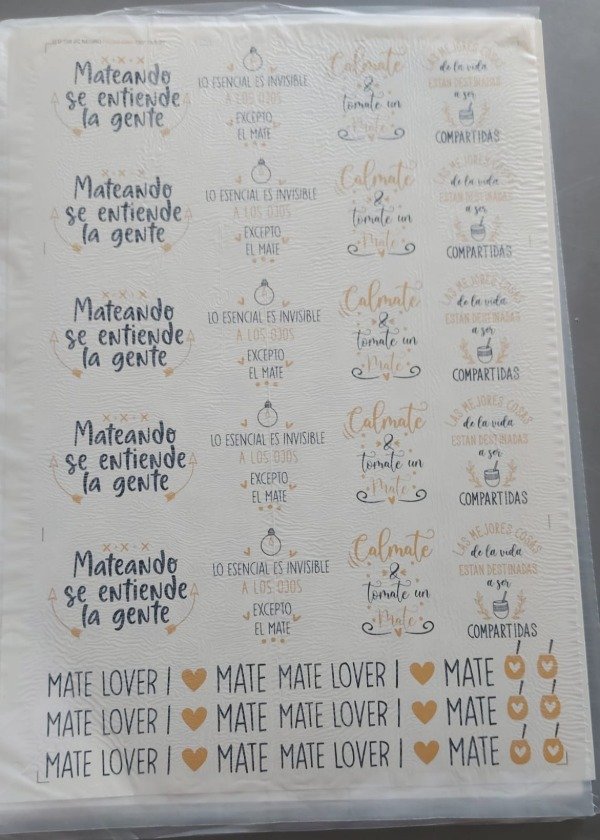 Mateando
se entiende
la gente
LO ESENCIAL ES INVISIBLE
A LOS OJOS
EXCEPTO
EL MATE
Calmate
&
tomate un
Mate
LAS MEJORES COSAS
de la vida
ESTAN DESTINADAS
a ser
COMPARTIDAS
Mateando
se entiende
la gente
LO ESENCIAL ES INVISIBLE
A LOS OJOS
EXCEPTO
EL MATE
Calmate
&
tomate un
Mate
LAS MEJORES COSAS
de la vida
ESTAN DESTINADAS
a ser
COMPARTIDAS
Mateando
se entiende
la gente
LO ESENCIAL ES INVISIBLE
A LOS OJOS
EXCEPTO
EL MATE
Calmate
&
tomate un
Mate
LAS MEJORES COSAS
de la vida
ESTAN DESTINADAS
a ser
COMPARTIDAS
Mateando
se entiende
la gente
LO ESENCIAL ES INVISIBLE
A LOS OJOS
EXCEPTO
EL MATE
Calmate
&
tomate un
Mate
LAS MEJORES COSAS
de la vida
ESTAN DESTINADAS
a ser
COMPARTIDAS
Mateando
se entiende
la gente
LO ESENCIAL ES INVISIBLE
A LOS OJOS
EXCEPTO
EL MATE
Calmate
&
tomate un
Mate
LAS MEJORES COSAS
de la vida
ESTAN DESTINADAS
a ser
COMPARTIDAS
MATE LOVER I MATE MATE LOVER I MATE
MATE LOVER I MATE MATE LOVER I MATE
MATE LOVER I MATE MATE LOVER I MATE